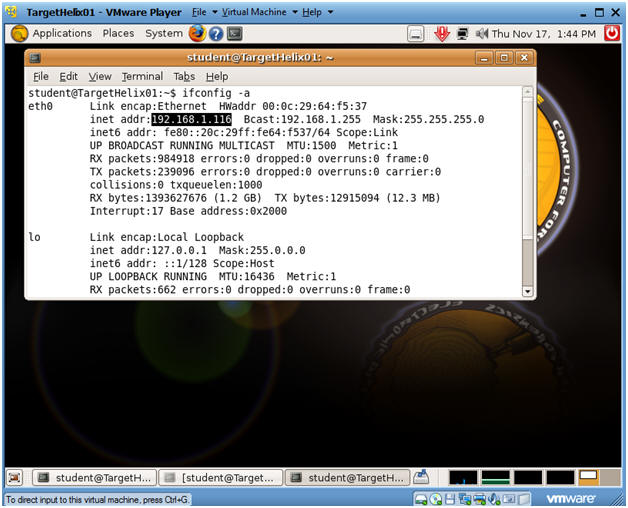 TargetHelix01 - VMware Player File Virtual Machine Help
Applications Places System Thu Nov 17, 1:44 PM
student@TargetHelix01: ~
File Edit View Terminal Tabs Help
student@TargetHelix01:~$ ifconfig -a
eth0 Link encap:Ethernet HWaddr 00:0c:29:64:f5:37
inet addr:192.168.1.116 Bcast:192.168.1.255 Mask:255.255.255.0
inet6 addr: fe80::20c:29ff:fe64:f537/64 Scope:Link
UP BROADCAST RUNNING MULTICAST MTU:1500 Metric:1
RX packets:984918 errors:0 dropped:0 overruns:0 frame:0
TX packets:239096 errors:0 dropped:0 overruns:0 carrier:0
collisions:0 txqueuelen:1000
RX bytes:1393627676 (1.2 GB) TX bytes:12915094 (12.3 MB)
Interrupt:17 Base address:0x2000
lo Link encap:Local Loopback
inet addr:127.0.0.1 Mask:255.0.0.0
inet6 addr: ::1/128 Scope:Host
UP LOOPBACK RUNNING MTU:16436 Metric:1
RX packets:662 errors:0 dropped:0 overruns:0 frame:0
COMPUTER FOR
student@TargetH... [student@Target... student@TargetH...
To direct input to this virtual machine, press Ctrl+G.
vmware